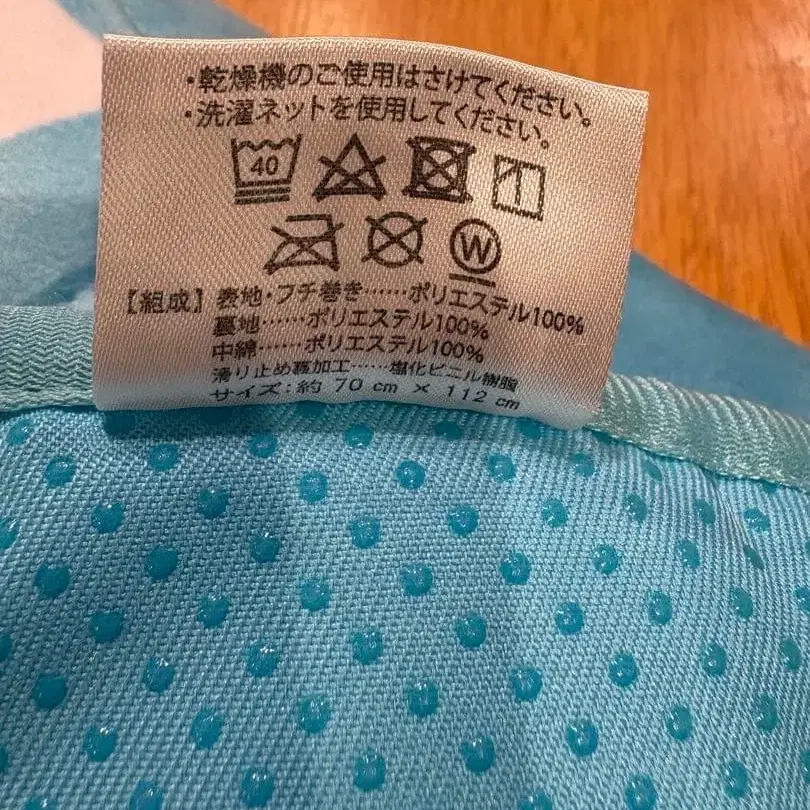 ・乾燥機のご使用はさけてください。
・洗濯ネットを使用してください。
40
W
【組成】表地・フチ巻き……ポリエステル100%
裏地……ポリエステル100%
中綿……ポリエステル100%
滑り止め裏加工……塩化ビニル樹脂
サイズ:約 70 cm × 112 cm